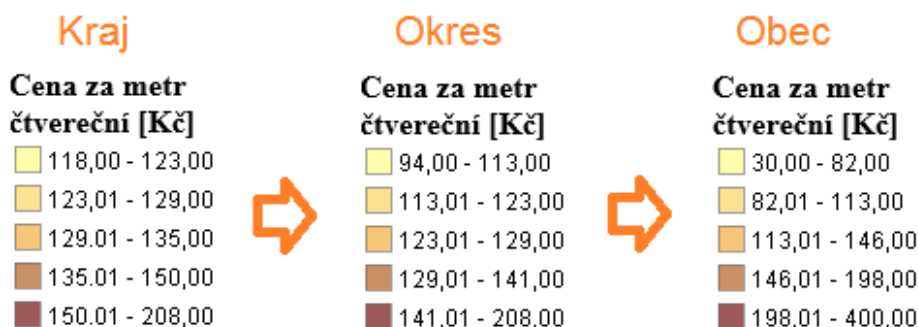 Kraj
Cena za metr
čtvereční [Kč]
118,00 - 123,00
123,01 - 129,00
129.01 - 135,00
135.01 - 150,00
150.01 - 208,00
Okres
Cena za metr
čtvereční [Kč]
94,00 - 113,00
113,01 - 123,00
123,01 - 129,00
129,01 - 141,00
141,01 - 208,00
Obec
Cena za metr
čtvereční [Kč]
30,00 - 82,00
82,01 - 113,00
113,01 - 146,00
146,01 - 198,00
198,01 - 400,00